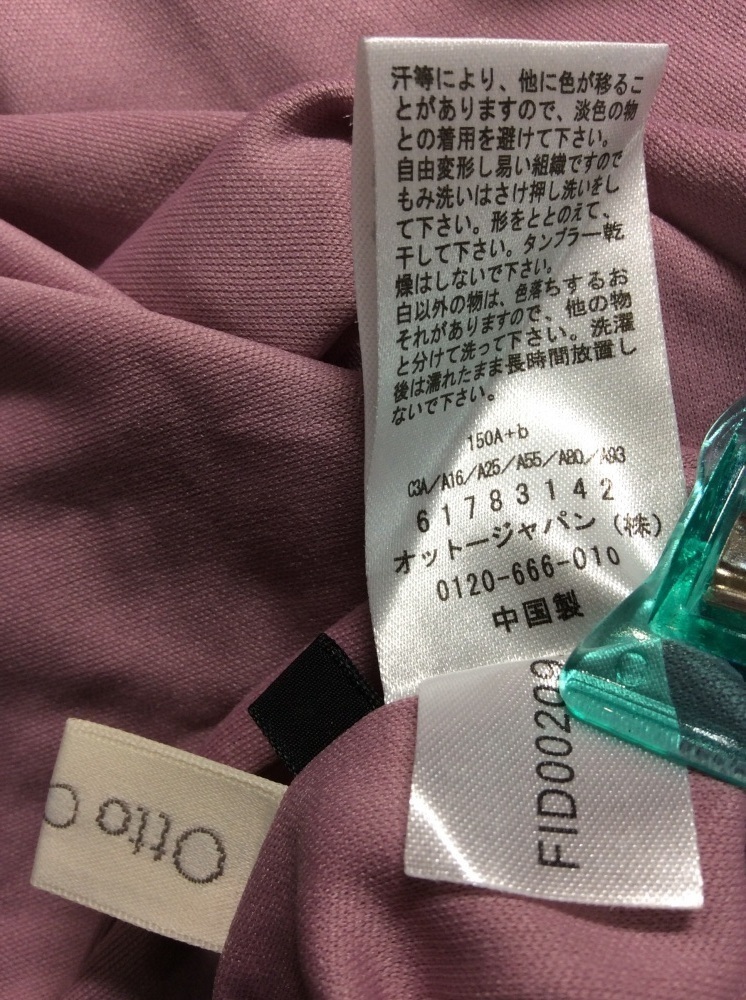 汗等により、他に色が移るこ
とがありますので、淡色の物
との着用を避けて下さい。
自由変形し易い組織ですので
もみ洗いはさけ押し洗いをし
て下さい。形をととのえて、
干して下さい。タンブラー乾
燥はしないで下さい。
白以外の物は、色落ちするお
それがありますので、他の物
と分けて洗って下さい。洗濯
後は濡れたまま長時間放置し
ないで下さい。
150A+b
C3A/A16/A25/A55/A80/A93
61783142
オットージャパン（株）
0120-666-010
中国製
FID00209
Otto